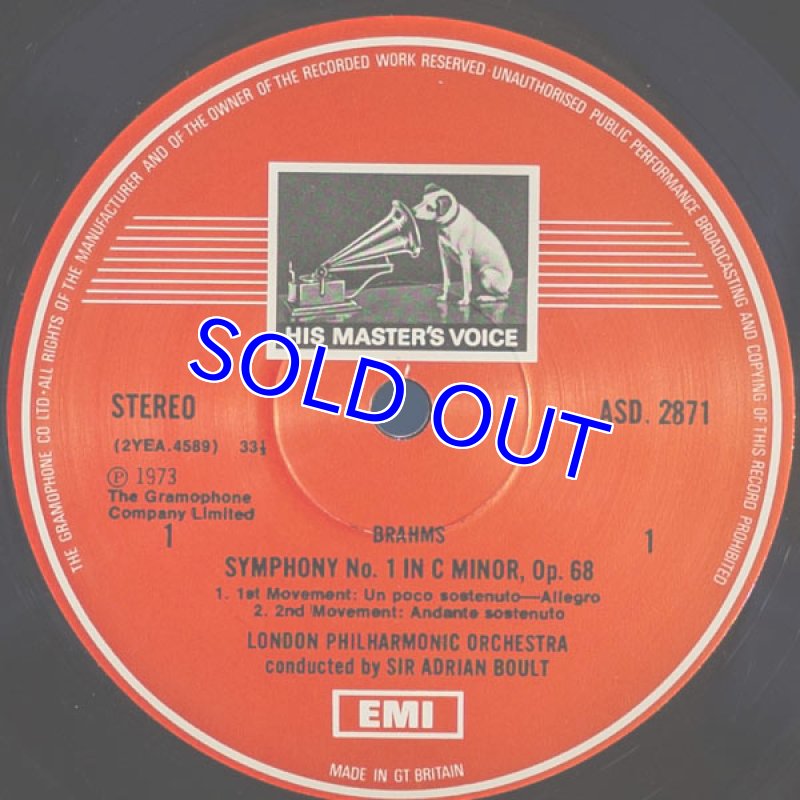 THE GRAMOPHONE CO LTD·ALL RIGHTS OF THE MANUFACTURER AND OF THE OWNER OF THE RECORDED WORK RESERVED·UNAUTHORISED PUBLIC PERFORMANCE BROADCASTING AND COPYING OF THIS RECORD PROHIBITED
HIS MASTER'S VOICE
SOLD OUT
STEREO
ASD. 2871
(2YEA.4589) 33⅓
Ⓟ 1973
The Gramophone
Company Limited
1
1
BRAHMS
SYMPHONY No. 1 IN C MINOR, Op. 68
1. 1st Movement: Un poco sostenuto—Allegro
2. 2nd Movement: Andante sostenuto
LONDON PHILHARMONIC ORCHESTRA
conducted by SIR ADRIAN BOULT
EMI
MADE IN GT. BRITAIN